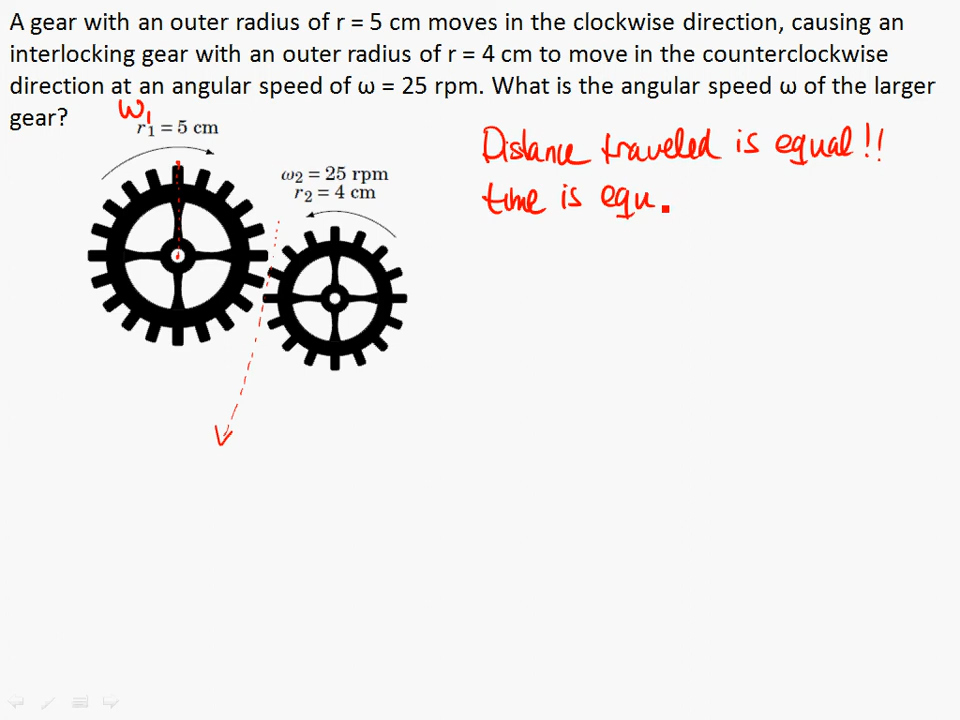 A gear with an outer radius of r = 5 cm moves in the clockwise direction, causing an
interlocking gear with an outer radius of r = 4 cm to move in the counterclockwise
direction at an angular speed of ω = 25 rpm. What is the angular speed ω of the larger
gear?
ω1
r1 = 5 cm
ω2 = 25 rpm
r2 = 4 cm
Distance traveled is equal!!
time is equ